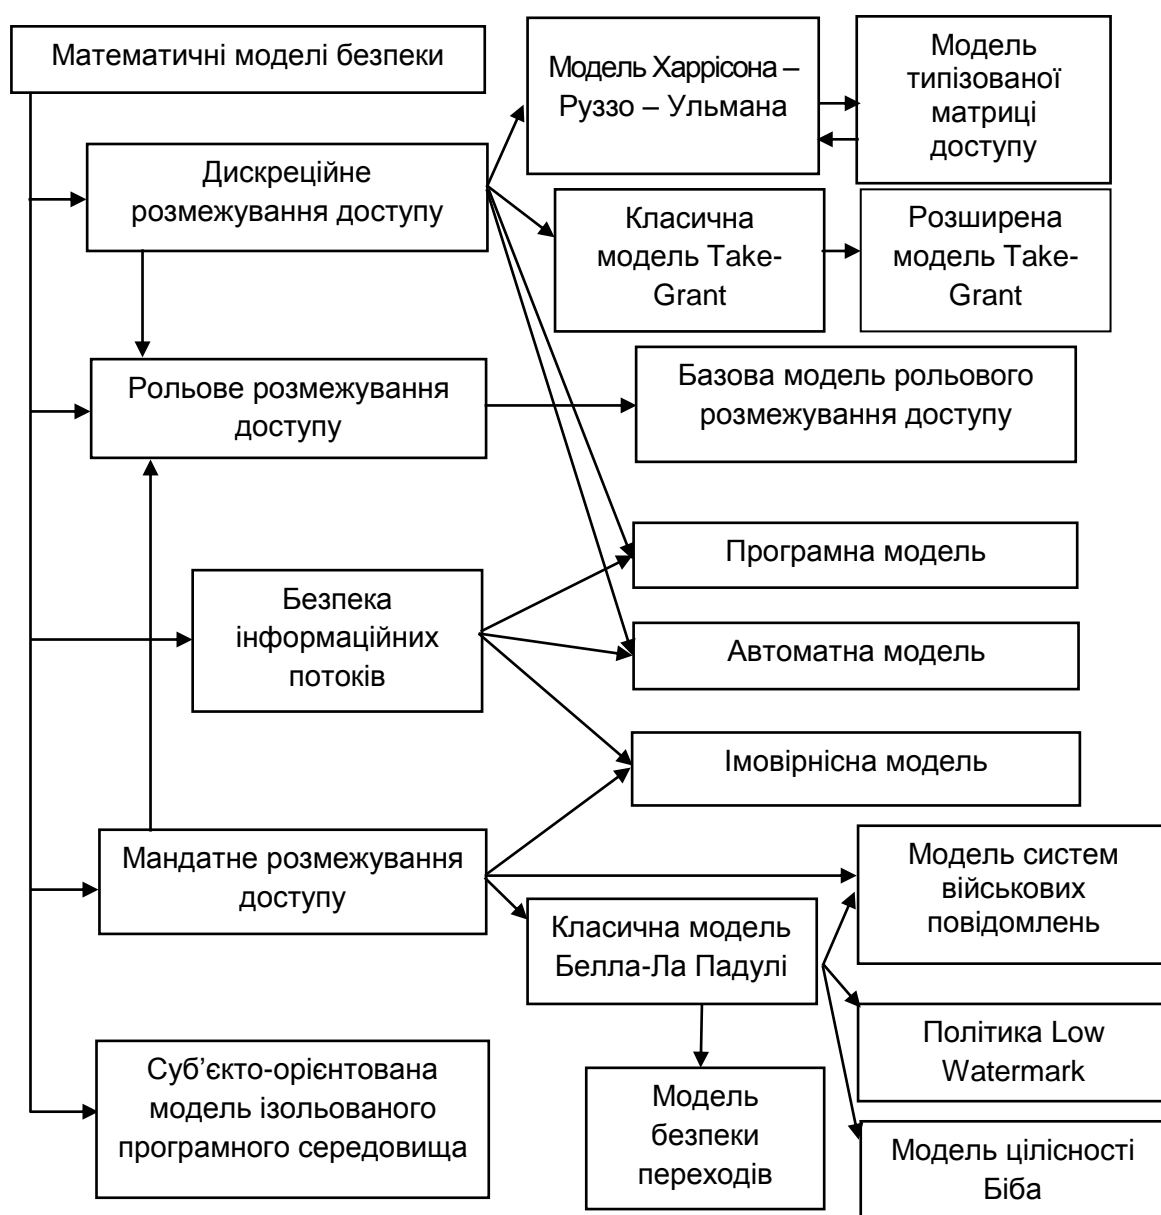 Математичні моделі безпеки
Модель Харрісона –
Руззо – Ульмана
Модель
типізованої
матриці
доступу
Дискреційне
розмежування доступу
Класична
модель Take-
Grant
Розширена
модель Take-
Grant
Рольове розмежування
доступу
Базова модель рольового
розмежування доступу
Програмна модель
Безпека
інформаційних
потоків
Автоматна модель
Імовірнісна модель
Мандатне розмежування
доступу
Модель систем
військових
повідомлень
Класична модель
Белла-Ла Падулі
Політика Low
Watermark
Суб’єкто-орієнтована
модель ізольованого
програмного середовища
Модель
безпеки
переходів
Модель цілісності
Біба